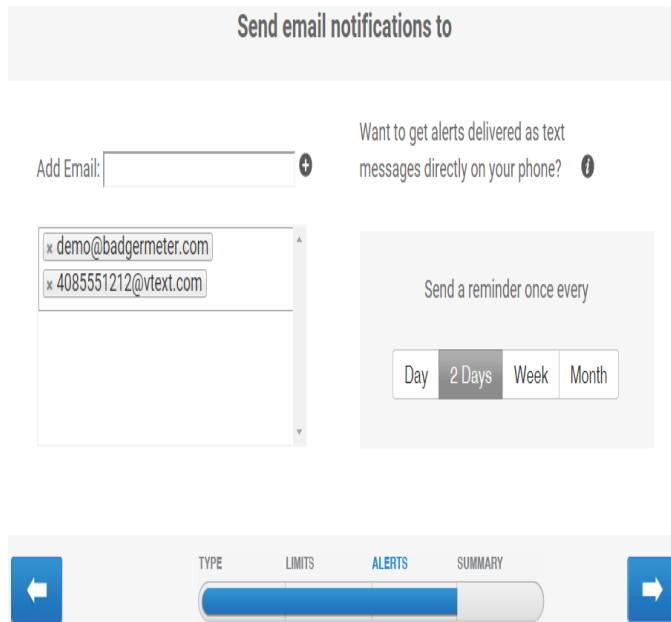 Send email notifications to
Add Email:
Want to get alerts delivered as text
messages directly on your phone?
× demo@badgermeter.com
× 4085551212@vtext.com
Send a reminder once every
Day 2 Days Week Month
TYPE LIMITS ALERTS SUMMARY